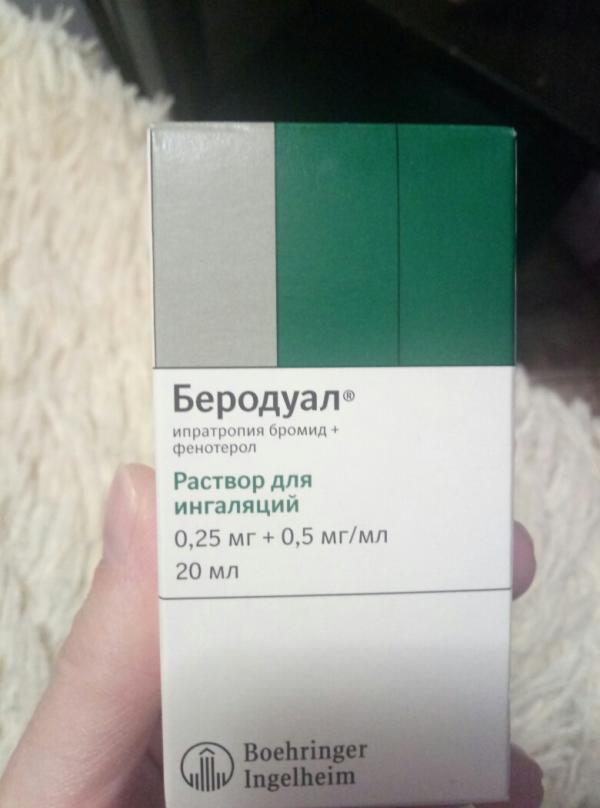 Беродуал®
ипратропия бромид +
фенотерол
Раствор для
ингаляций
0,25 мг + 0,5 мг/мл
20 мл
Boehringer
Ingelheim